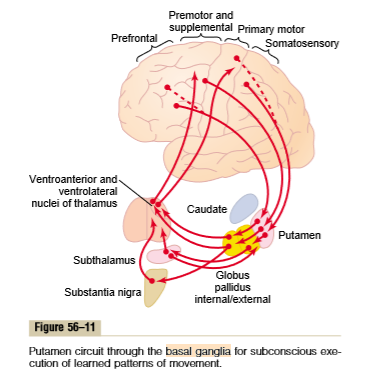 Premotor and
supplemental
Primary motor
Prefrontal
Somatosensory
Ventroanterior and
ventrolateral
nuclei of thalamus
Caudate
Putamen
Subthalamus
Globus
pallidus
internal/external
Substantia nigra
Figure 56–11
Putamen circuit through the basal ganglia for subconscious exe-
cution of learned patterns of movement.